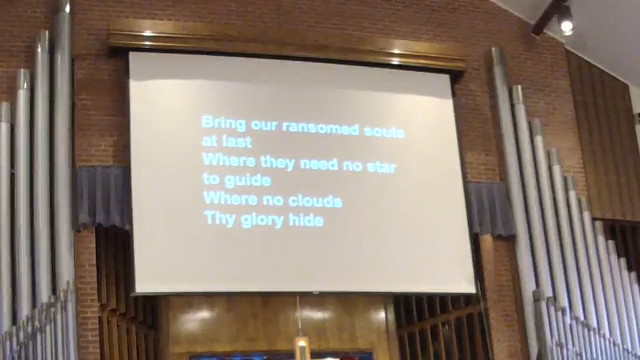 Bring our ransomed souls
at last
Where they need no star
to guide
Where no clouds
Thy glory hide